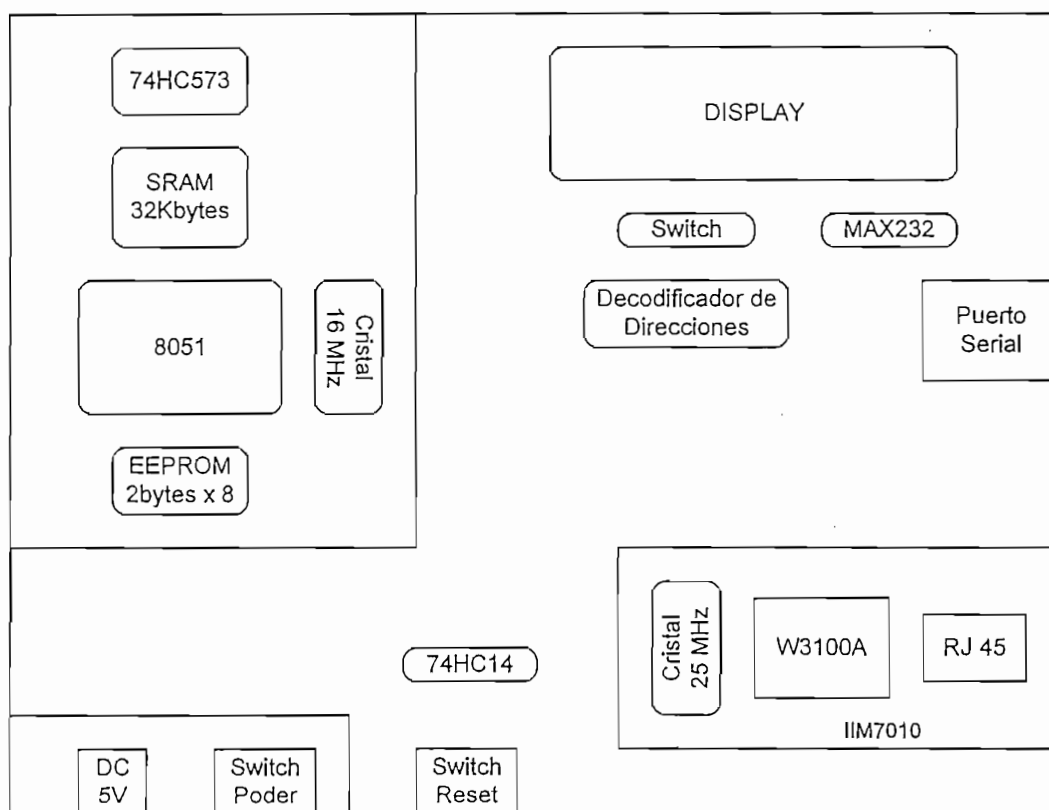 74HC573
DISPLAY
SRAM
32Kbytes
Switch
MAX232
8051
Cristal
16 MHz
Decodificador de
Direcciones
Puerto
Serial
EEPROM
2bytes x 8
74HC14
Cristal
25 MHz
W3100A
RJ 45
IIM7010
DC
5V
Switch
Poder
Switch
Reset